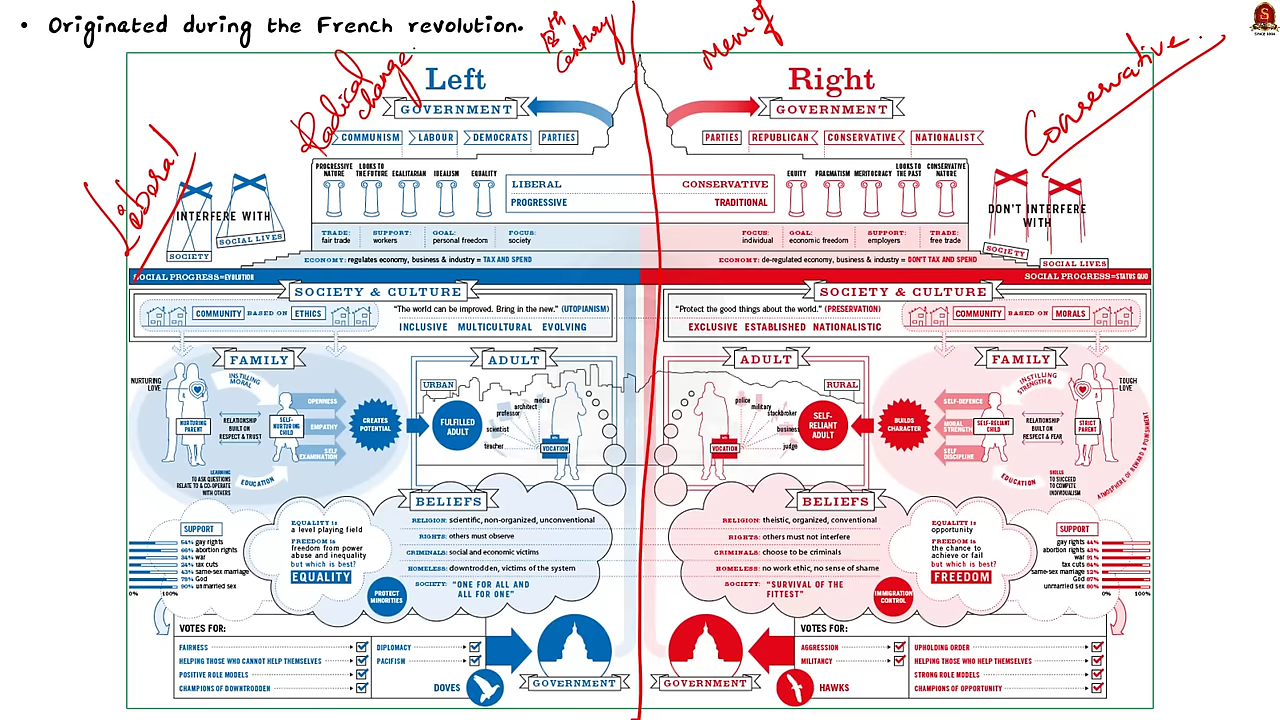 • Originated during the French revolution.
18th Century
Mem of
Radical change.
Liberal
Conservative.
S
SINCE 2004
Left
GOVERNMENT
COMMUNISM LABOUR DEMOCRATS PARTIES
Right
GOVERNMENT
PARTIES REPUBLICAN CONSERVATIVE NATIONALIST
PROGRESSIVE NATURE
LOOKS TO THE FUTURE
EGALITARIAN
IDEALISM
EQUALITY
LIBERAL CONSERVATIVE
PROGRESSIVE TRADITIONAL
EQUITY
PRAGMATISM
MERITOCRACY
LOOKS TO THE PAST
CONSERVATIVE NATURE
INTERFERE WITH
SOCIETY
SOCIAL LIVES
DON'T INTERFERE WITH
SOCIETY
SOCIAL LIVES
TRADE: fair trade
SUPPORT: workers
GOAL: personal freedom
FOCUS: society
FOCUS: individual
GOAL: economic freedom
SUPPORT: employers
TRADE: free trade
ECONOMY: regulates economy, business & industry = TAX AND SPEND
ECONOMY: de-regulated economy, business & industry = DON'T TAX AND SPEND
SOCIAL PROGRESS=EVOLUTION
SOCIAL PROGRESS=STATUS QUO
SOCIETY & CULTURE
COMMUNITY BASED ON ETHICS
"The world can be improved. Bring in the new." (UTOPIANISM)
INCLUSIVE MULTICULTURAL EVOLVING
SOCIETY & CULTURE
"Protect the good things about the world." (PRESERVATION)
EXCLUSIVE ESTABLISHED NATIONALISTIC
COMMUNITY BASED ON MORALS
FAMILY
NURTURING LOVE
INSTILLING MORAL
NURTURING PARENT
RELATIONSHIP BUILT ON RESPECT & TRUST
SELF-NURTURING CHILD
OPENNESS
EMPATHY
SELF EXAMINATION
CREATES POTENTIAL
LEARNING TO ASK QUESTIONS RELATE TO & CO-OPERATE WITH OTHERS
EDUCATION
ADULT
URBAN
FULFILLED ADULT
media
architect
professor
scientist
teacher
VOCATION
ADULT
RURAL
police
military
stockbroker
business
judge
VOCATION
SELF-RELIANT ADULT
FAMILY
BUILDS CHARACTER
SELF-DEFENCE
MORAL STRENGTH
SELF DISCIPLINE
INSTILLING STRENGTH &
SELF-RELIANT CHILD
RELATIONSHIP BUILT ON RESPECT & FEAR
STRICT PARENT
TOUGH LOVE
EDUCATION
SKILLS TO SUCCEED TO COMPETE INDIVIDUALISM
ATMOSPHERE OF REWARD & PUNISHMENT
BELIEFS
RELIGION: scientific, non-organized, unconventional
RIGHTS: others must observe
CRIMINALS: social and economic victims
HOMELESS: downtrodden, victims of the system
SOCIETY: "ONE FOR ALL AND ALL FOR ONE"
EQUALITY is a level playing field
FREEDOM is freedom from power abuse and inequality
but which is best?
EQUALITY
PROTECT MINORITIES
SUPPORT
gay rights
abortion rights
war
tax cuts
same-sex marriage
God
unmarried sex
0% 100%
BELIEFS
RELIGION: theistic, organized, conventional
RIGHTS: others must not interfere
CRIMINALS: choose to be criminals
HOMELESS: no work ethic, no sense of shame
SOCIETY: "SURVIVAL OF THE FITTEST"
EQUALITY is opportunity
FREEDOM is the chance to achieve or fail
but which is best?
FREEDOM
IMMIGRATION CONTROL
SUPPORT
gay rights
abortion rights
war
tax cuts
same-sex marriage
God
unmarried sex
0% 100%
VOTES FOR:
FAIRNESS
HELPING THOSE WHO CANNOT HELP THEMSELVES
POSITIVE ROLE MODELS
CHAMPIONS OF DOWNTRODDEN
DIPLOMACY
PACIFISM
DOVES
GOVERNMENT
GOVERNMENT
VOTES FOR:
AGGRESSION
MILITANCY
HAWKS
UPHOLDING ORDER
HELPING THOSE WHO HELP THEMSELVES
STRONG ROLE MODELS
CHAMPIONS OF OPPORTUNITY